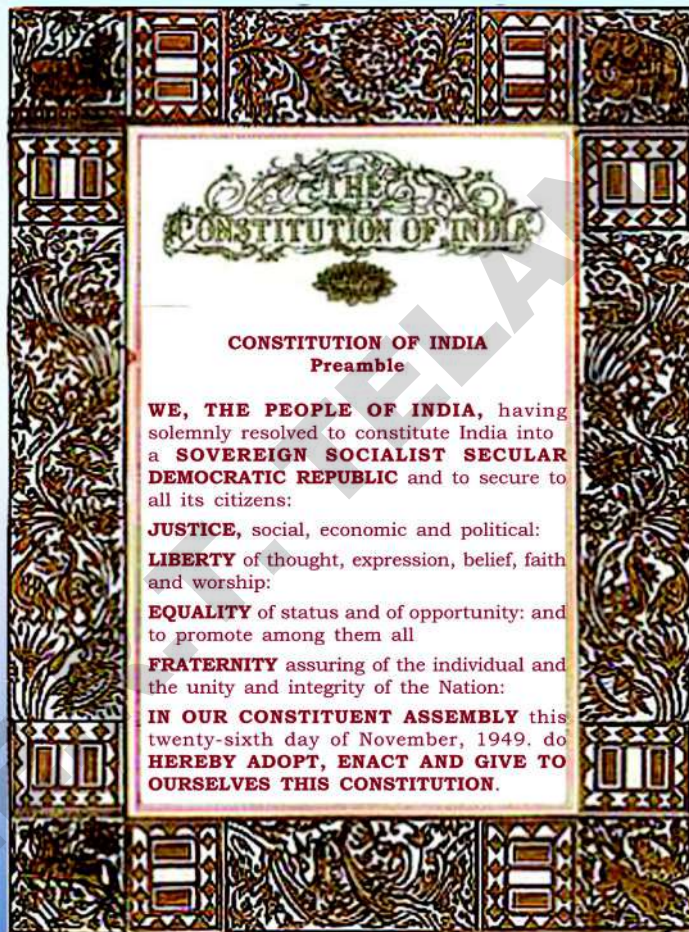 THE
CONSTITUTION OF INDIA
CONSTITUTION OF INDIA
Preamble
WE, THE PEOPLE OF INDIA, having
solemnly resolved to constitute India into
a SOVEREIGN SOCIALIST SECULAR
DEMOCRATIC REPUBLIC and to secure to
all its citizens:
JUSTICE, social, economic and political:
LIBERTY of thought, expression, belief, faith
and worship:
EQUALITY of status and of opportunity: and
to promote among them all
FRATERNITY assuring of the individual and
the unity and integrity of the Nation:
IN OUR CONSTITUENT ASSEMBLY this
twenty-sixth day of November, 1949. do
HEREBY ADOPT, ENACT AND GIVE TO
OURSELVES THIS CONSTITUTION.